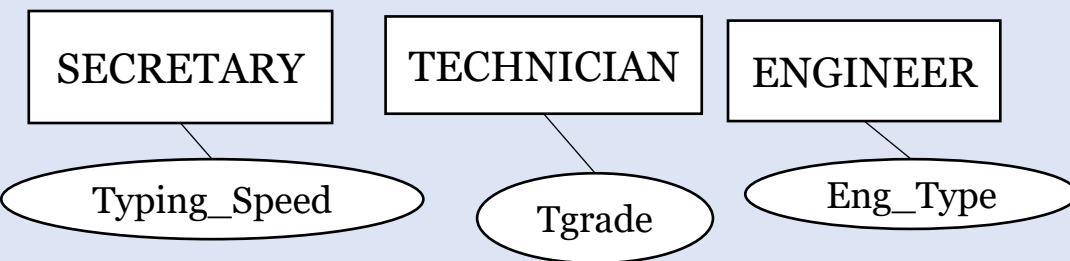 SECRETARY
TECHNICIAN
ENGINEER
Typing_Speed
Tgrade
Eng_Type